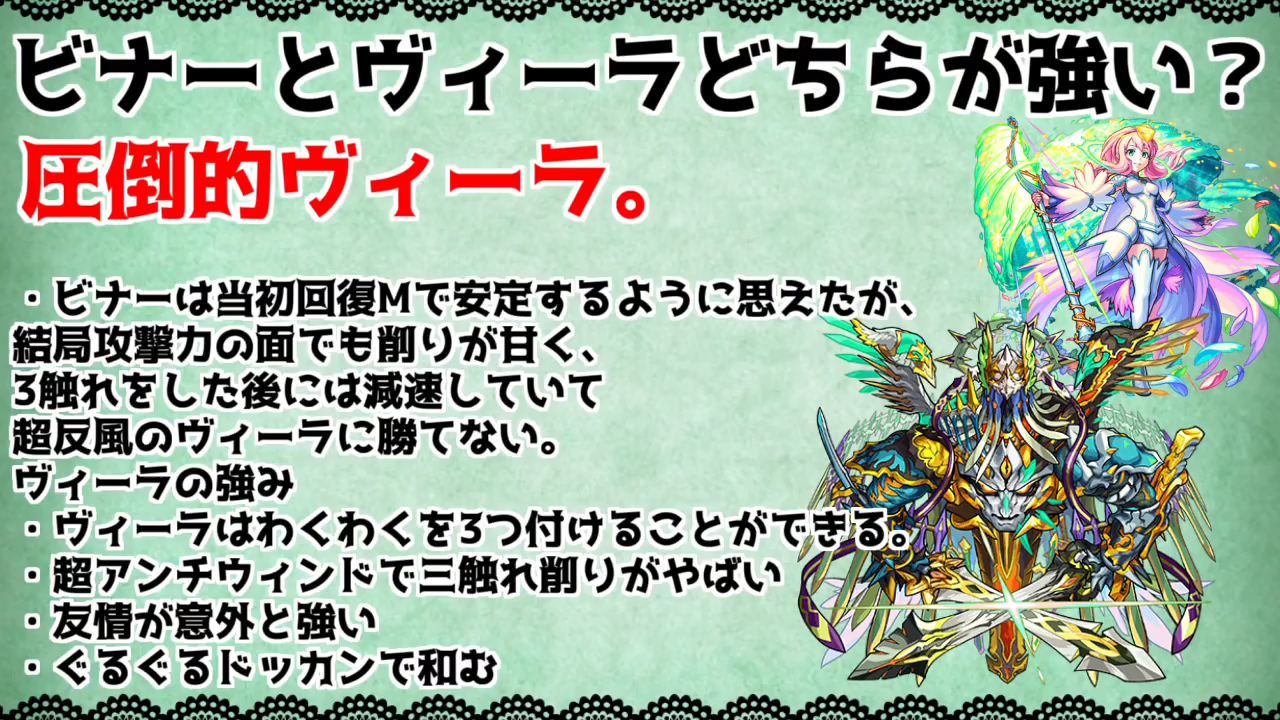 ビナーとヴィーラどちらが強い？
圧倒的ヴィーラ。
・ビナーは当初回復Mで安定するように思えたが、
結局攻撃力の面でも削りが甘く、
3触れをした後には減速していて
超反風のヴィーラに勝てない。
ヴィーラの強み
・ヴィーラはわくわくを3つ付けることができる。
・超アンチウィンドで三触れ削りがやばい
・友情が意外と強い
・ぐるぐるドッカンで和む